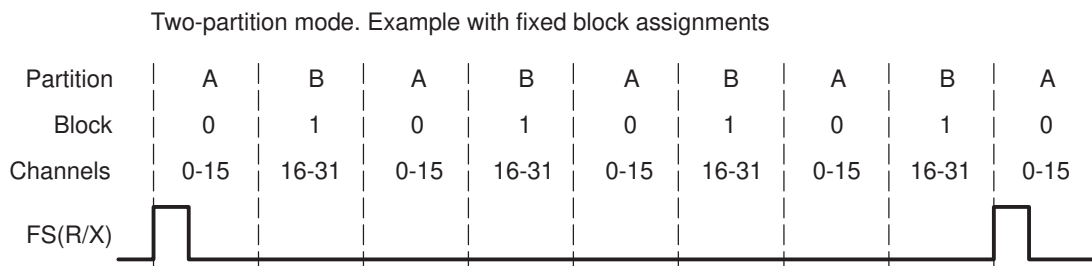 Two-partition mode. Example with fixed block assignments
Partition A B A B A B A B A
Block 0 1 0 1 0 1 0 1 0
Channels 0-15 16-31 0-15 16-31 0-15 16-31 0-15 16-31 0-15
FS(R/X)